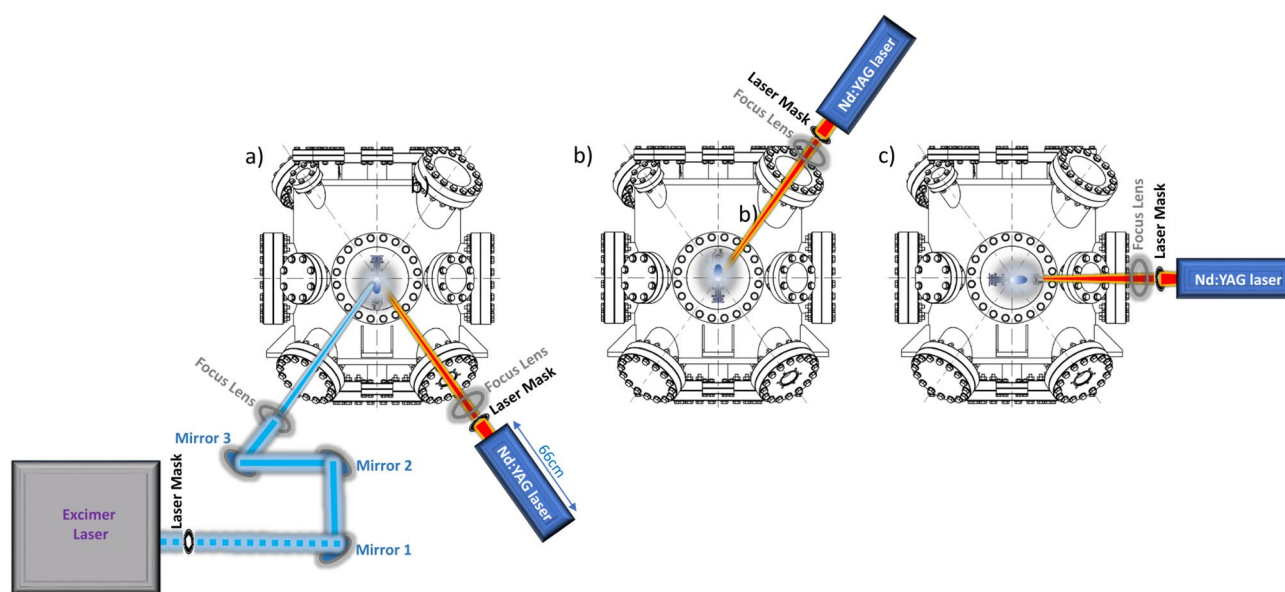 a)
Focus Lens
Mirror 3
Mirror 2
Mirror 1
Laser Mask
Excimer
Laser
Focus Lens
Laser Mask
66cm
Nd:YAG laser
b)
Laser Mask
Focus Lens
Nd:YAG laser
b)
c)
Focus Lens
Laser Mask
Nd:YAG laser